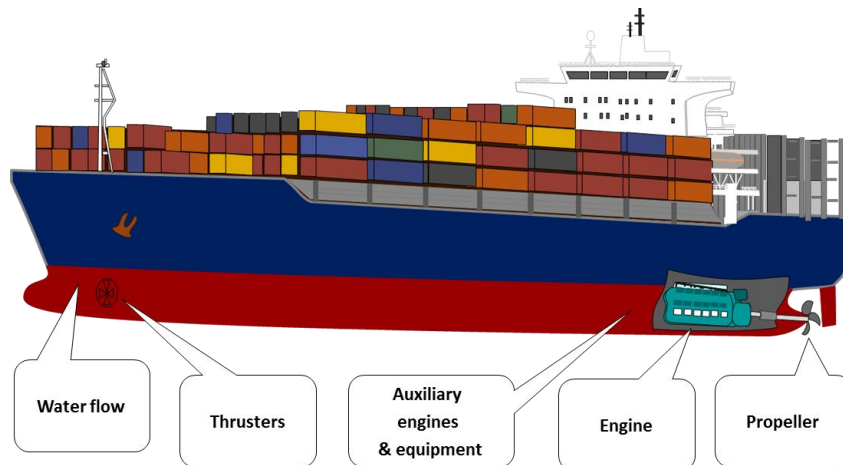 Water flow
Thrusters
Auxiliary
engines
& equipment
Engine
Propeller